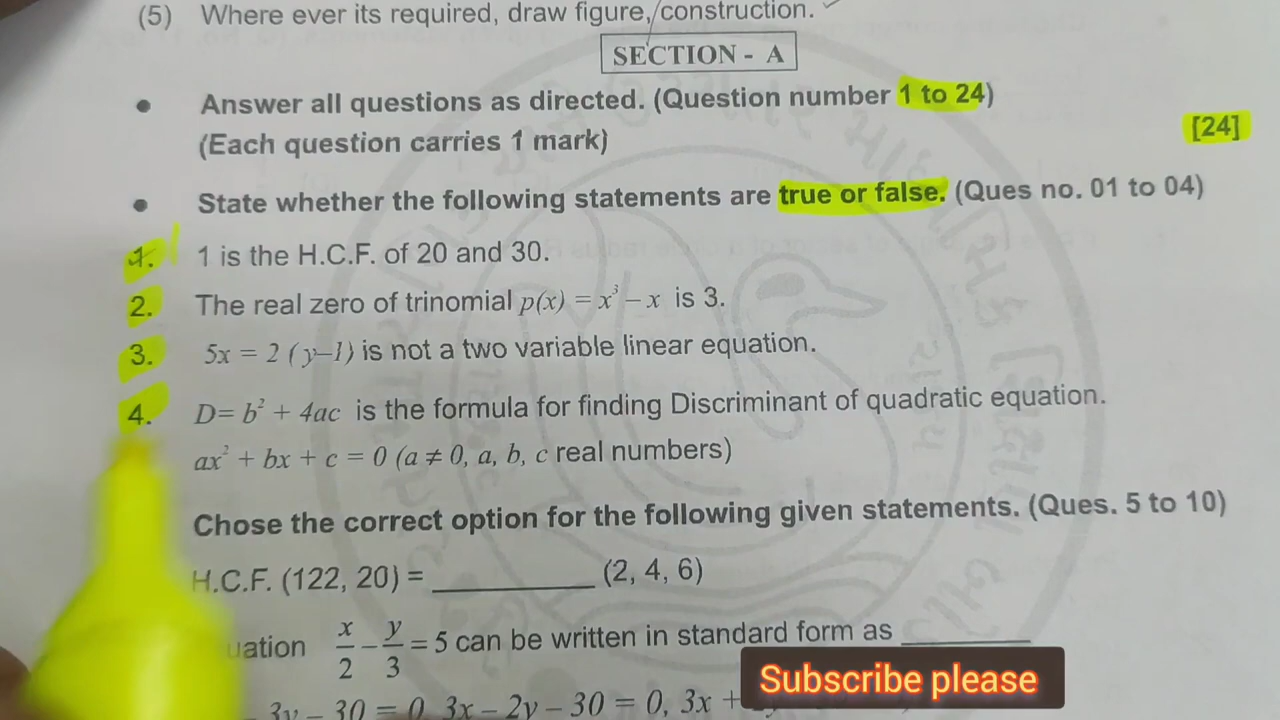 (5) Where ever its required, draw figure, construction.
SECTION - A
• Answer all questions as directed. (Question number 1 to 24)
(Each question carries 1 mark) [24]
• State whether the following statements are true or false. (Ques no. 01 to 04)
1. 1 is the H.C.F. of 20 and 30.
2. The real zero of trinomial p(x) = x³ – x is 3.
3. 5x = 2 (y–1) is not a two variable linear equation.
4. D= b² + 4ac is the formula for finding Discriminant of quadratic equation.
ax² + bx + c = 0 (a ≠ 0, a, b, c real numbers)
Chose the correct option for the following given statements. (Ques. 5 to 10)
H.C.F. (122, 20) = __________ (2, 4, 6)
uation x/2 – y/3 = 5 can be written in standard form as ________
3y – 30 = 0, 3x – 2y – 30 = 0, 3x +
Subscribe please